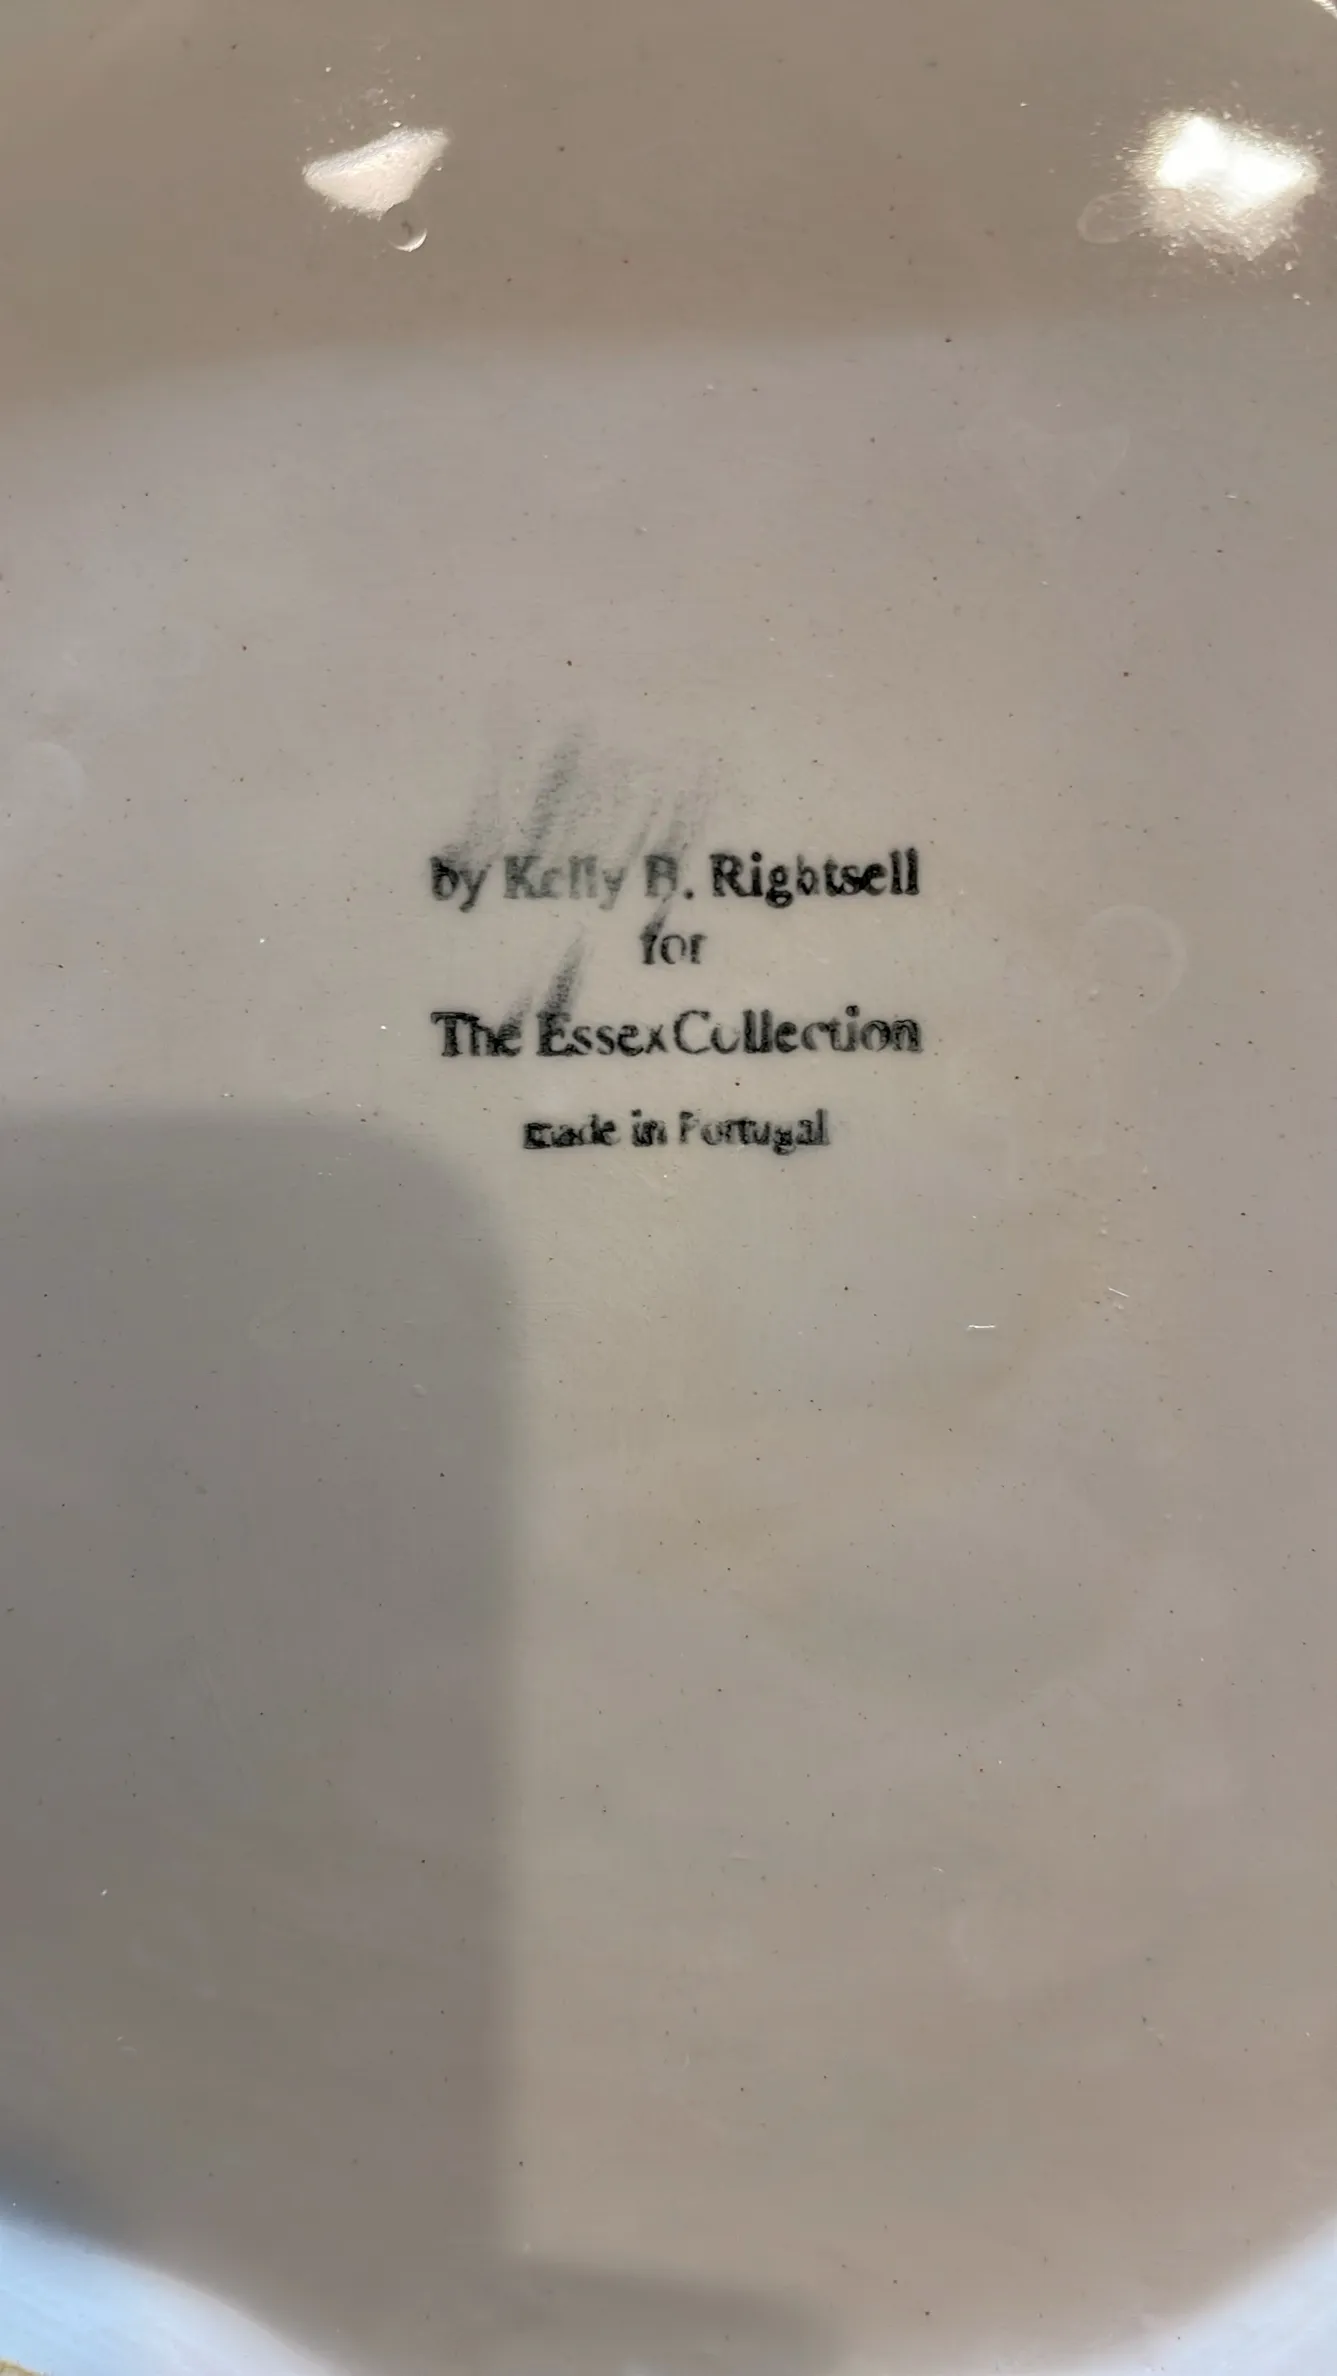 by Kelly B. Rightsell
for
The Essex Collection
made in Portugal